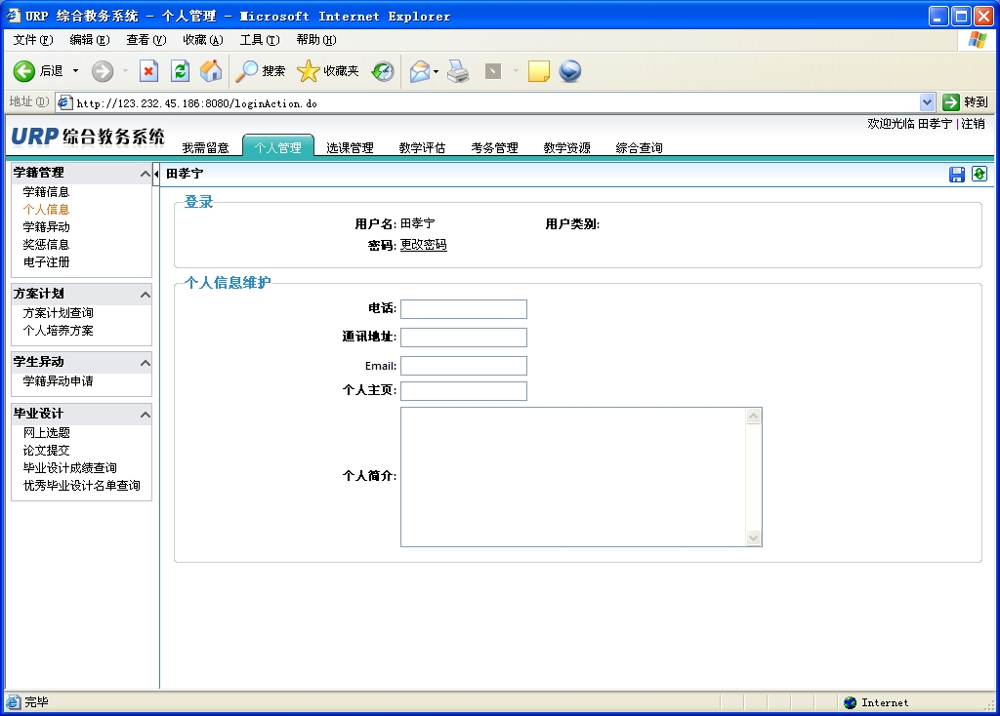 URP 综合教务系统 - 个人管理 - Microsoft Internet Explorer
文件(F) 编辑(E) 查看(V) 收藏(A) 工具(T) 帮助(H)
后退 搜索 收藏夹
地址(D) http://123.232.45.186:8080/loginAction.do 转到
欢迎光临 田孝宁 | 注销
URP 综合教务系统
我需留意 个人管理 选课管理 教学评估 考务管理 教学资源 综合查询
学籍管理
学籍信息
个人信息
学籍异动
奖惩信息
电子注册
方案计划
方案计划查询
个人培养方案
学生异动
学籍异动申请
毕业设计
网上选题
论文提交
毕业设计成绩查询
优秀毕业设计名单查询
田孝宁
登录
用户名: 田孝宁 用户类别:
密码: 更改密码
个人信息维护
电话:
通讯地址:
Email:
个人主页:
个人简介:
完毕 Internet